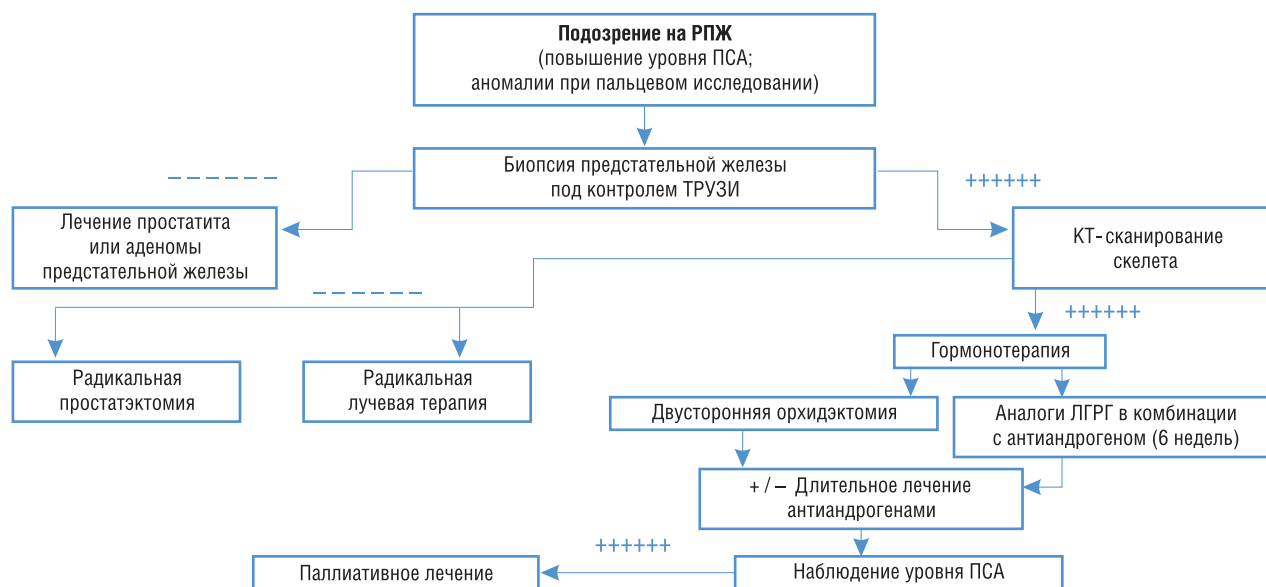 Подозрение на РПЖ
(повышение уровня ПСА;
аномалии при пальцевом исследовании)
Биопсия предстательной железы
под контролем ТРУЗИ
– – – – – –
++++++
Лечение простатита
или аденомы
предстательной железы
КТ-сканирование
скелета
– – – – – –
++++++
Гормонотерапия
Радикальная
простатэктомия
Радикальная
лучевая терапия
Двусторонняя орхидэктомия
Аналоги ЛГРГ в комбинации
с антиандрогеном (6 недель)
+ / – Длительное лечение
антиандрогенами
++++++
Паллиативное лечение
Наблюдение уровня ПСА